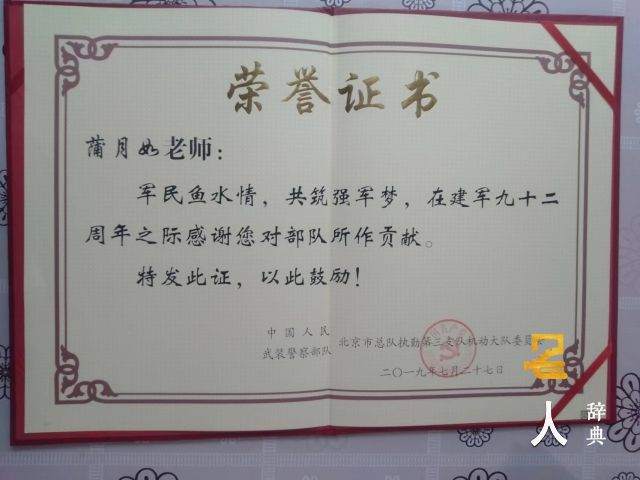 荣誉证书
蒲月如老师：
军民鱼水情，共筑强军梦，在建军九十二
周年之际感谢您对部队所作贡献。
特发此证，以此鼓励！
中国人民
武装警察部队 北京市总队执勤第三支队机动大队委员会
二〇一九年七月二十七日
人 辞典